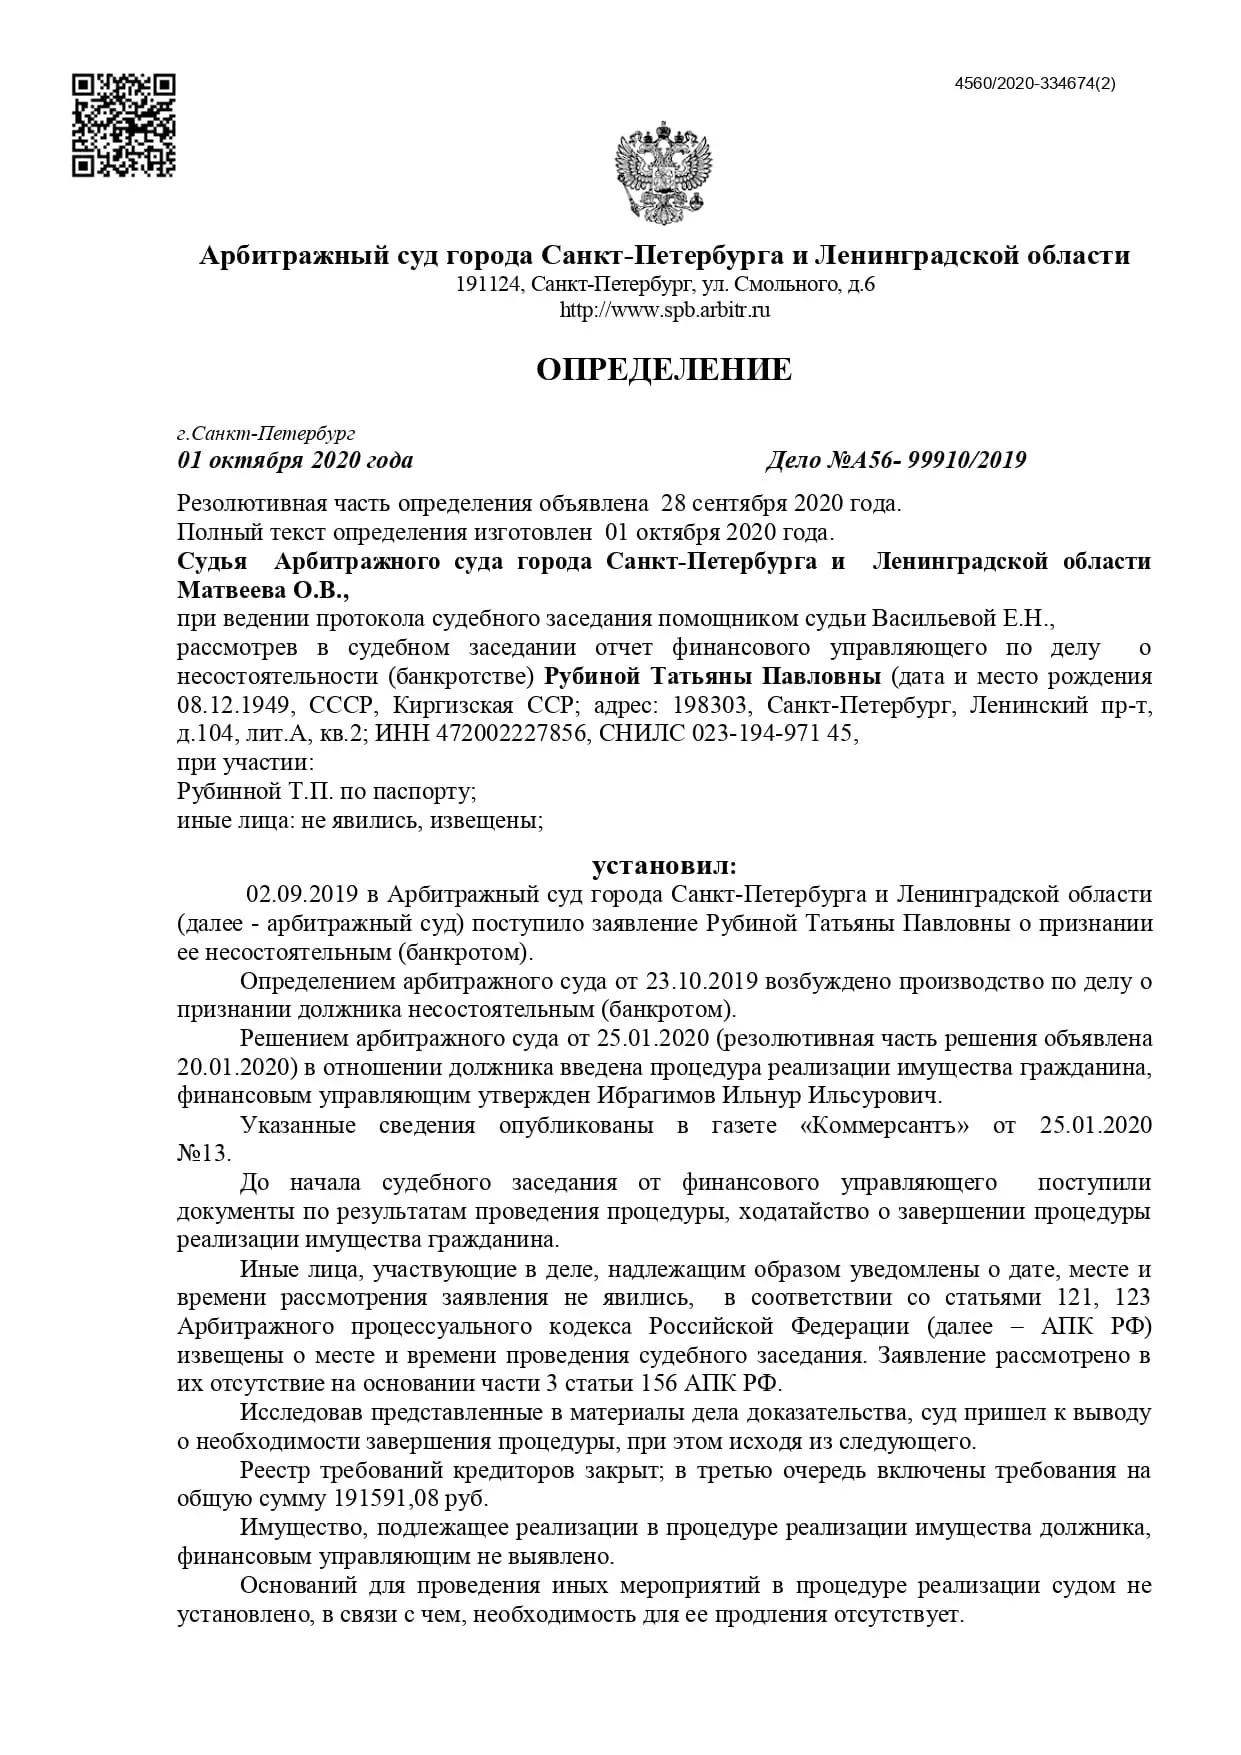 4560/2020-334674(2)
Арбитражный суд города Санкт-Петербурга и Ленинградской области
191124, Санкт-Петербург, ул. Смольного, д.6
http://www.spb.arbitr.ru
ОПРЕДЕЛЕНИЕ
г.Санкт-Петербург
01 октября 2020 года Дело №А56- 99910/2019
Резолютивная часть определения объявлена 28 сентября 2020 года.
Полный текст определения изготовлен 01 октября 2020 года.
Судья Арбитражного суда города Санкт-Петербурга и Ленинградской области
Матвеева О.В.,
при ведении протокола судебного заседания помощником судьи Васильевой Е.Н.,
рассмотрев в судебном заседании отчет финансового управляющего по делу о
несостоятельности (банкротстве) Рубиной Татьяны Павловны (дата и место рождения
08.12.1949, СССР, Киргизская ССР; адрес: 198303, Санкт-Петербург, Ленинский пр-т,
д.104, лит.А, кв.2; ИНН 472002227856, СНИЛС 023-194-971 45,
при участии:
Рубинной Т.П. по паспорту;
иные лица: не явились, извещены;
установил:
02.09.2019 в Арбитражный суд города Санкт-Петербурга и Ленинградской области
(далее - арбитражный суд) поступило заявление Рубиной Татьяны Павловны о признании
ее несостоятельным (банкротом).
Определением арбитражного суда от 23.10.2019 возбуждено производство по делу о
признании должника несостоятельным (банкротом).
Решением арбитражного суда от 25.01.2020 (резолютивная часть решения объявлена
20.01.2020) в отношении должника введена процедура реализации имущества гражданина,
финансовым управляющим утвержден Ибрагимов Ильнур Ильсурович.
Указанные сведения опубликованы в газете «Коммерсантъ» от 25.01.2020
№13.
До начала судебного заседания от финансового управляющего поступили
документы по результатам проведения процедуры, ходатайство о завершении процедуры
реализации имущества гражданина.
Иные лица, участвующие в деле, надлежащим образом уведомлены о дате, месте и
времени рассмотрения заявления не явились, в соответствии со статьями 121, 123
Арбитражного процессуального кодекса Российской Федерации (далее – АПК РФ)
извещены о месте и времени проведения судебного заседания. Заявление рассмотрено в
их отсутствие на основании части 3 статьи 156 АПК РФ.
Исследовав представленные в материалы дела доказательства, суд пришел к выводу
о необходимости завершения процедуры, при этом исходя из следующего.
Реестр требований кредиторов закрыт; в третью очередь включены требования на
общую сумму 191591,08 руб.
Имущество, подлежащее реализации в процедуре реализации имущества должника,
финансовым управляющим не выявлено.
Оснований для проведения иных мероприятий в процедуре реализации судом не
установлено, в связи с чем, необходимость для ее продления отсутствует.